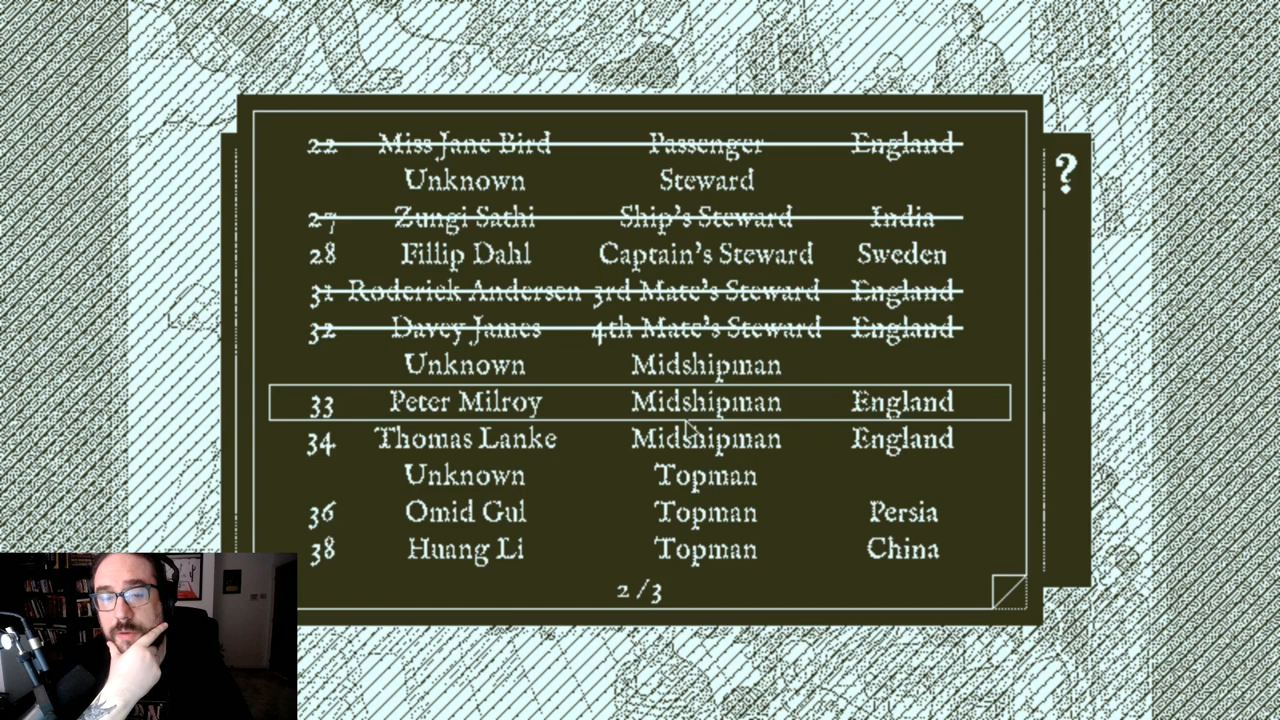 22 Miss Jane Bird Passenger England
?
Unknown Steward
27 Zungi Sathi Ship's Steward India
28 Fillip Dahl Captain's Steward Sweden
31 Roderick Andersen 3rd Mate's Steward England
32 Davey James 4th Mate's Steward England
Unknown Midshipman
33 Peter Milroy Midshipman England
34 Thomas Lanke Midshipman England
Unknown Topman
36 Omid Gul Topman Persia
38 Huang Li Topman China
2/3